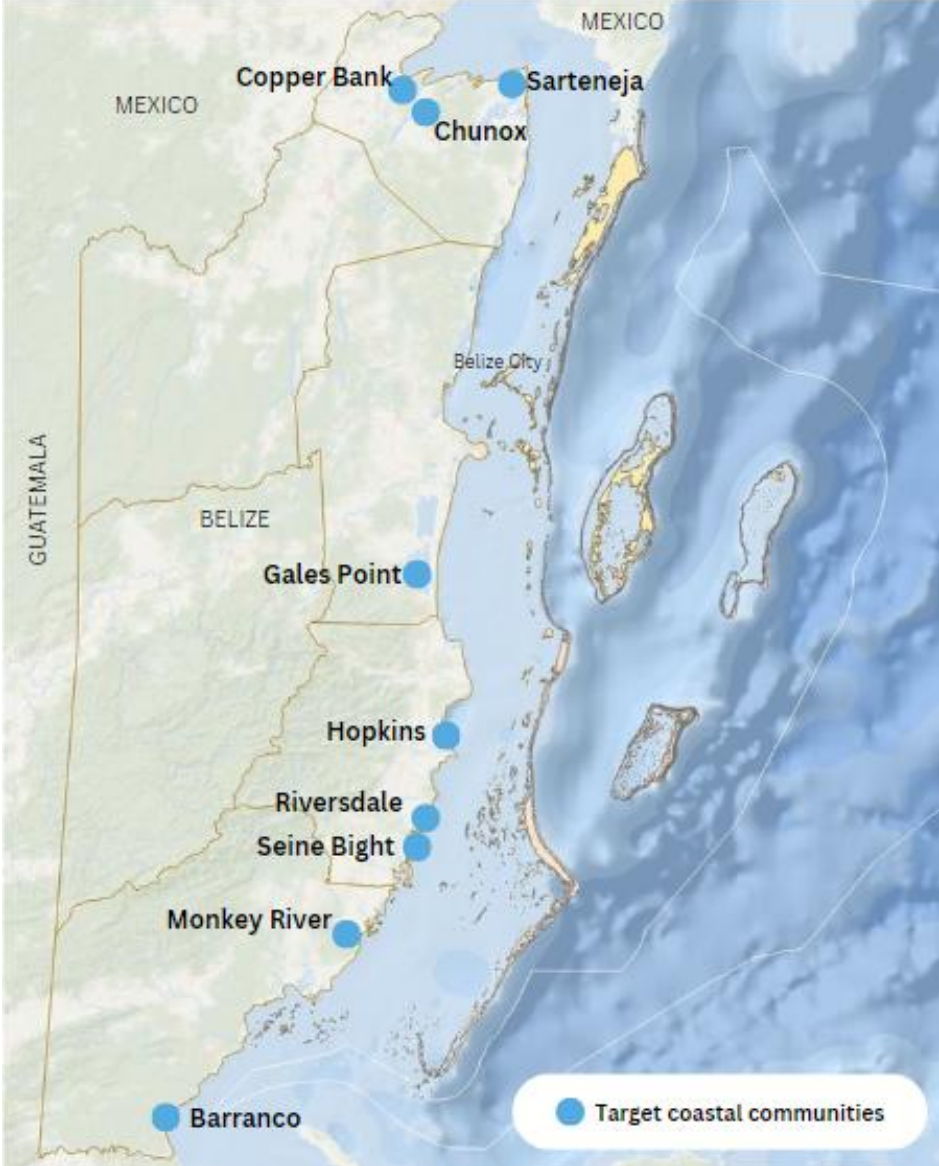 MEXICO
Copper Bank
Sarteneja
MEXICO
Chunox
Belize City
GUATEMALA
BELIZE
Gales Point
Hopkins
Riversdale
Seine Bight
Monkey River
Target coastal communities
Barranco